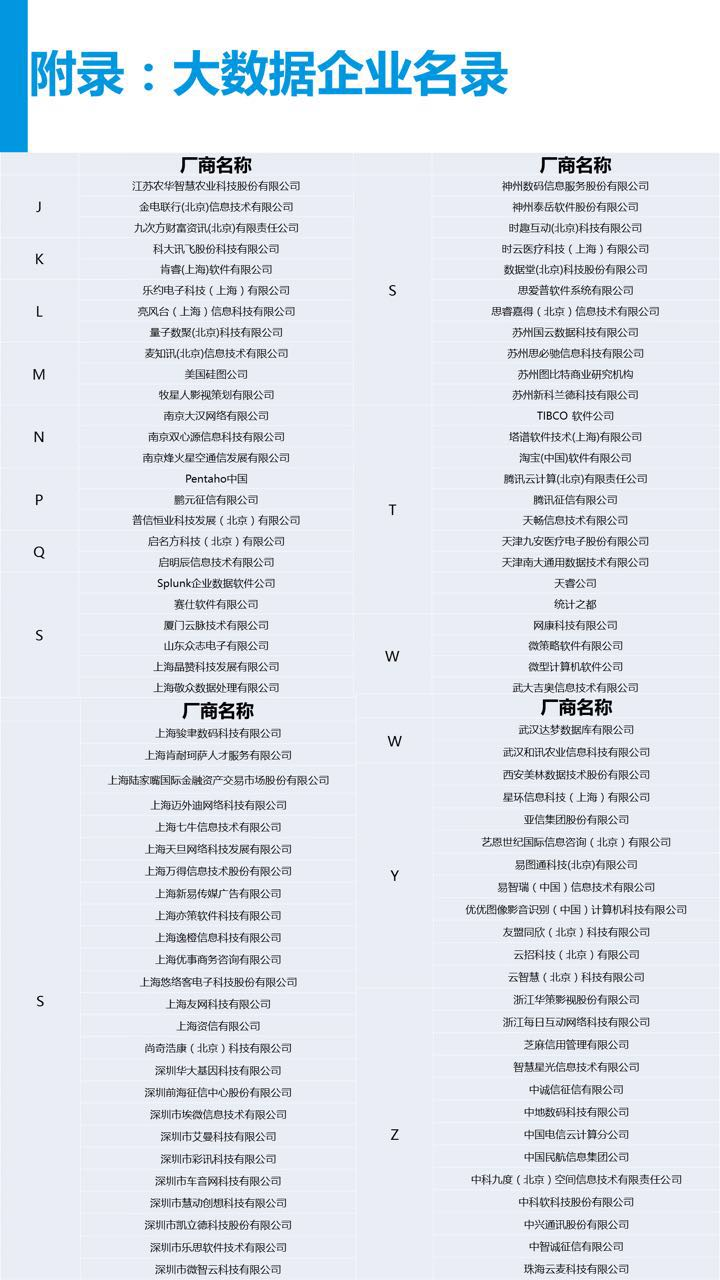 附录：大数据企业名录
厂商名称
J
江苏农华智慧农业科技股份有限公司
金电联行(北京)信息技术有限公司
九次方财富资讯(北京)有限责任公司
K
科大讯飞股份科技有限公司
肯睿(上海)软件有限公司
L
乐约电子科技（上海）有限公司
亮风台（上海）信息科技有限公司
量子数聚(北京)科技有限公司
M
麦知讯(北京)信息技术有限公司
美国硅图公司
牧星人影视策划有限公司
N
南京大汉网络有限公司
南京双心源信息科技有限公司
南京烽火星空通信发展有限公司
P
Pentaho中国
鹏元征信有限公司
普信恒业科技发展（北京）有限公司
Q
启名方科技（北京）有限公司
启明辰信息技术有限公司
S
Splunk企业数据软件公司
赛仕软件有限公司
厦门云脉技术有限公司
山东众志电子有限公司
上海晶赞科技发展有限公司
上海敬众数据处理有限公司
厂商名称
S
神州数码信息服务股份有限公司
神州泰岳软件股份有限公司
时趣互动(北京)科技有限公司
时云医疗科技（上海）有限公司
数据堂(北京)科技股份有限公司
思爱普软件系统有限公司
思睿嘉得（北京）信息技术有限公司
苏州国云数据科技有限公司
苏州思必驰信息科技有限公司
苏州图比特商业研究机构
苏州新科兰德科技有限公司
T
TIBCO 软件公司
塔谱软件技术(上海)有限公司
淘宝(中国)软件有限公司
腾讯云计算(北京)有限责任公司
腾讯征信有限公司
天畅信息技术有限公司
天津九安医疗电子股份有限公司
天津南大通用数据技术有限公司
天睿公司
统计之都
W
网康科技有限公司
微策略软件有限公司
微型计算机软件公司
武大吉奥信息技术有限公司
厂商名称
S
上海骏聿数码科技有限公司
上海肯耐珂萨人才服务有限公司
上海陆家嘴国际金融资产交易市场股份有限公司
上海迈外迪网络科技有限公司
上海七牛信息技术有限公司
上海天旦网络科技发展有限公司
上海万得信息技术股份有限公司
上海新易传媒广告有限公司
上海亦策软件科技有限公司
上海逸橙信息科技有限公司
上海优事商务咨询有限公司
上海悠络客电子科技股份有限公司
上海友网科技有限公司
上海资信有限公司
尚奇浩康（北京）科技有限公司
深圳华大基因科技有限公司
深圳前海征信中心股份有限公司
深圳市埃微信息技术有限公司
深圳市艾曼科技有限公司
深圳市彩讯科技有限公司
深圳市车音网科技有限公司
深圳市慧动创想科技有限公司
深圳市凯立德科技股份有限公司
深圳市乐思软件技术有限公司
深圳市微智云科技有限公司
厂商名称
W
武汉达梦数据库有限公司
武汉和讯农业信息科技有限公司
Y
西安美林数据技术股份有限公司
星环信息科技（上海）有限公司
亚信集团股份有限公司
艺恩世纪国际信息咨询（北京）有限公司
易图通科技(北京)有限公司
易智瑞（中国）信息技术有限公司
优优图像影音识别（中国）计算机科技有限公司
友盟同欣（北京）科技有限公司
云招科技（北京）有限公司
云智慧（北京）科技有限公司
Z
浙江华策影视股份有限公司
浙江每日互动网络科技有限公司
芝麻信用管理有限公司
智慧星光信息技术有限公司
中诚信征信有限公司
中地数码科技有限公司
中国电信云计算分公司
中国民航信息集团公司
中科九度（北京）空间信息技术有限责任公司
中科软科技股份有限公司
中兴通讯股份有限公司
中智诚征信有限公司
珠海云麦科技有限公司